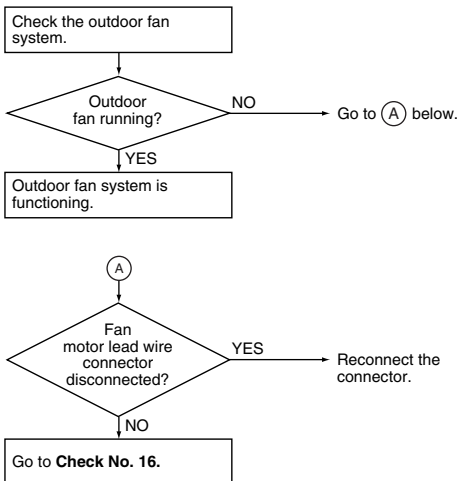 Check the outdoor fan
system.
Outdoor
fan running?
NO
Go to A below.
YES
Outdoor fan system is
functioning.
A
Fan
motor lead wire
connector
disconnected?
YES
Reconnect the
connector.
NO
Go to Check No. 16.